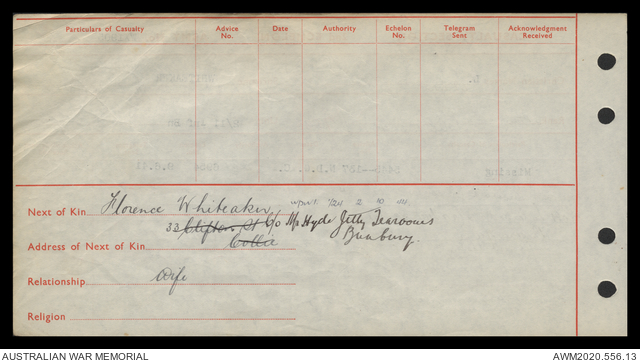 Particulars of Casualty Advice No. Date Authority Echelon No. Telegram Sent Acknowledgment Received
Next of Kin Florence Whiteaker
33 Clifton St C/o Mrs Hyde Jetty Tearooms
Address of Next of Kin Collie Bunbury
Relationship Wife
Religion
AUSTRALIAN WAR MEMORIAL AWM2020.556.13